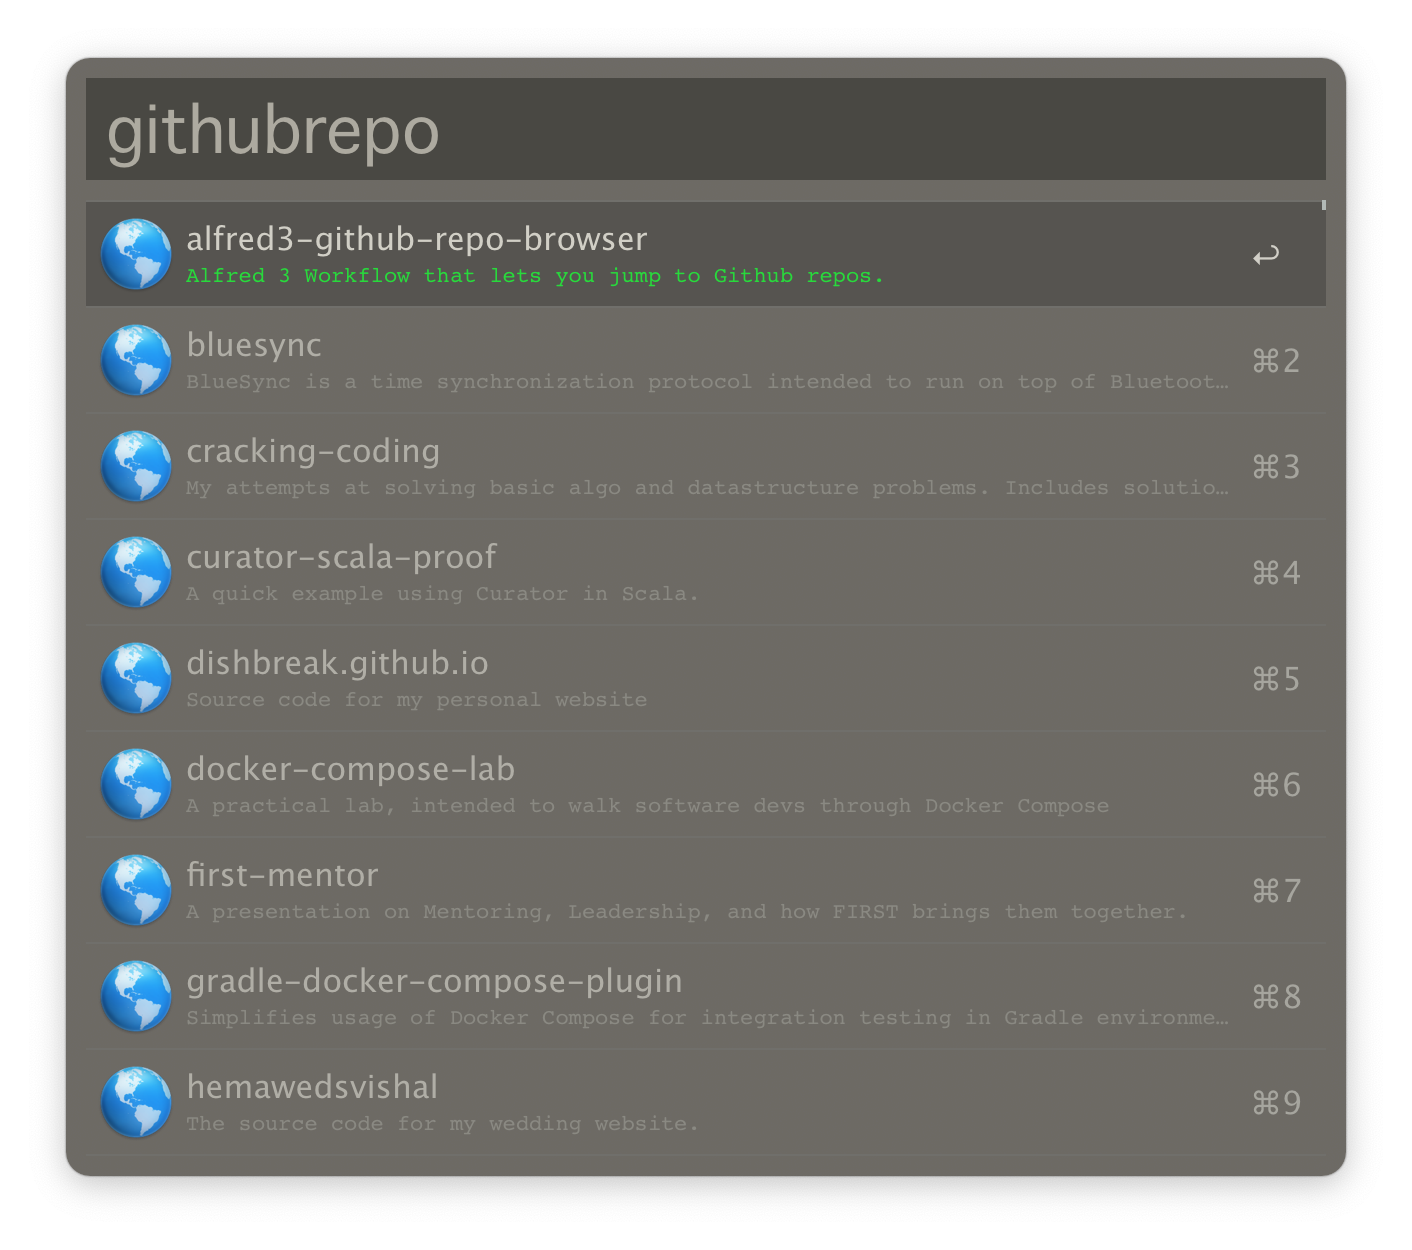 githubrepo
alfred3-github-repo-browser
Alfred 3 Workflow that lets you jump to Github repos.
bluesync
⌘2
BlueSync is a time synchronization protocol intended to run on top of Bluetoot…
cracking-coding
⌘3
My attempts at solving basic algo and datastructure problems. Includes solutio…
curator-scala-proof
⌘4
A quick example using Curator in Scala.
dishbreak.github.io
⌘5
Source code for my personal website
docker-compose-lab
⌘6
A practical lab, intended to walk software devs through Docker Compose
first-mentor
⌘7
A presentation on Mentoring, Leadership, and how FIRST brings them together.
gradle-docker-compose-plugin
⌘8
Simplifies usage of Docker Compose for integration testing in Gradle environme…
hemawedsvishal
⌘9
The source code for my wedding website.